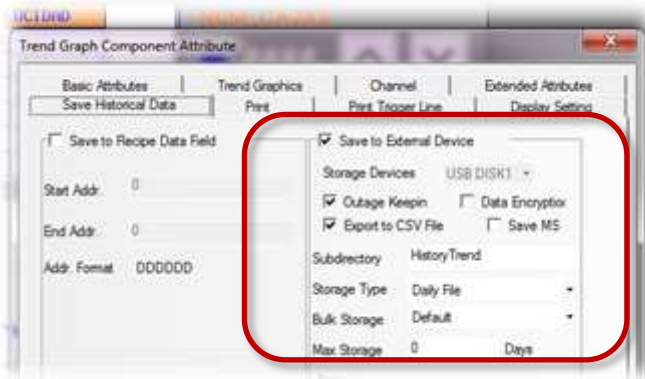 Trend Graph Component Attribute
Basic Attributes Trend Graphics Channel Extended Attributes
Save Historical Data Print Print Trigger Line Display Setting
Save to Recipe Data Field
Start Addr. 0
End Addr. 0
Addr. Format DDDDDD
Save to External Device
Storage Devices USB DISK1
Outage Keepin Data Encryption
Export to CSV File Save MS
Subdirectory HistoryTrend
Storage Type Daily File
Bulk Storage Default
Max Storage 0 Days